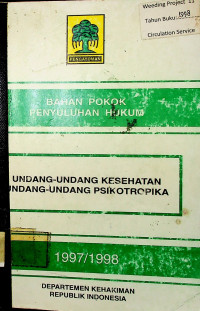 Weeding Project
Tahun Buku: 1998
Circulation Service
PENGAYOMAN
BAHAN POKOK
PENYULUHAN HUKUM
UNDANG-UNDANG KESEHATAN
UNDANG-UNDANG PSIKOTROPIKA
1997/1998
DEPARTEMEN KEHAKIMAN
REPUBLIK INDONESIA